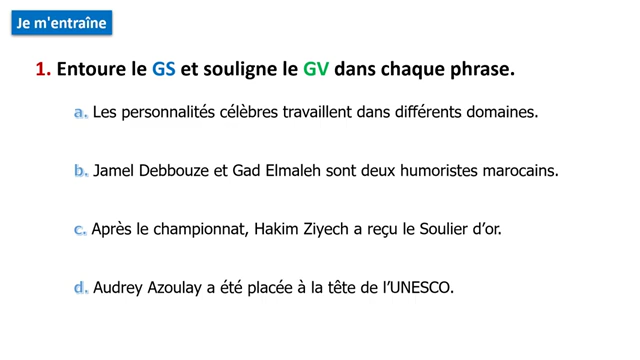 Je m'entraîne
1. Entoure le GS et souligne le GV dans chaque phrase.
a. Les personnalités célèbres travaillent dans différents domaines.
b. Jamel Debbouze et Gad Elmaleh sont deux humoristes marocains.
c. Après le championnat, Hakim Ziyech a reçu le Soulier d’or.
d. Audrey Azoulay a été placée à la tête de l’UNESCO.